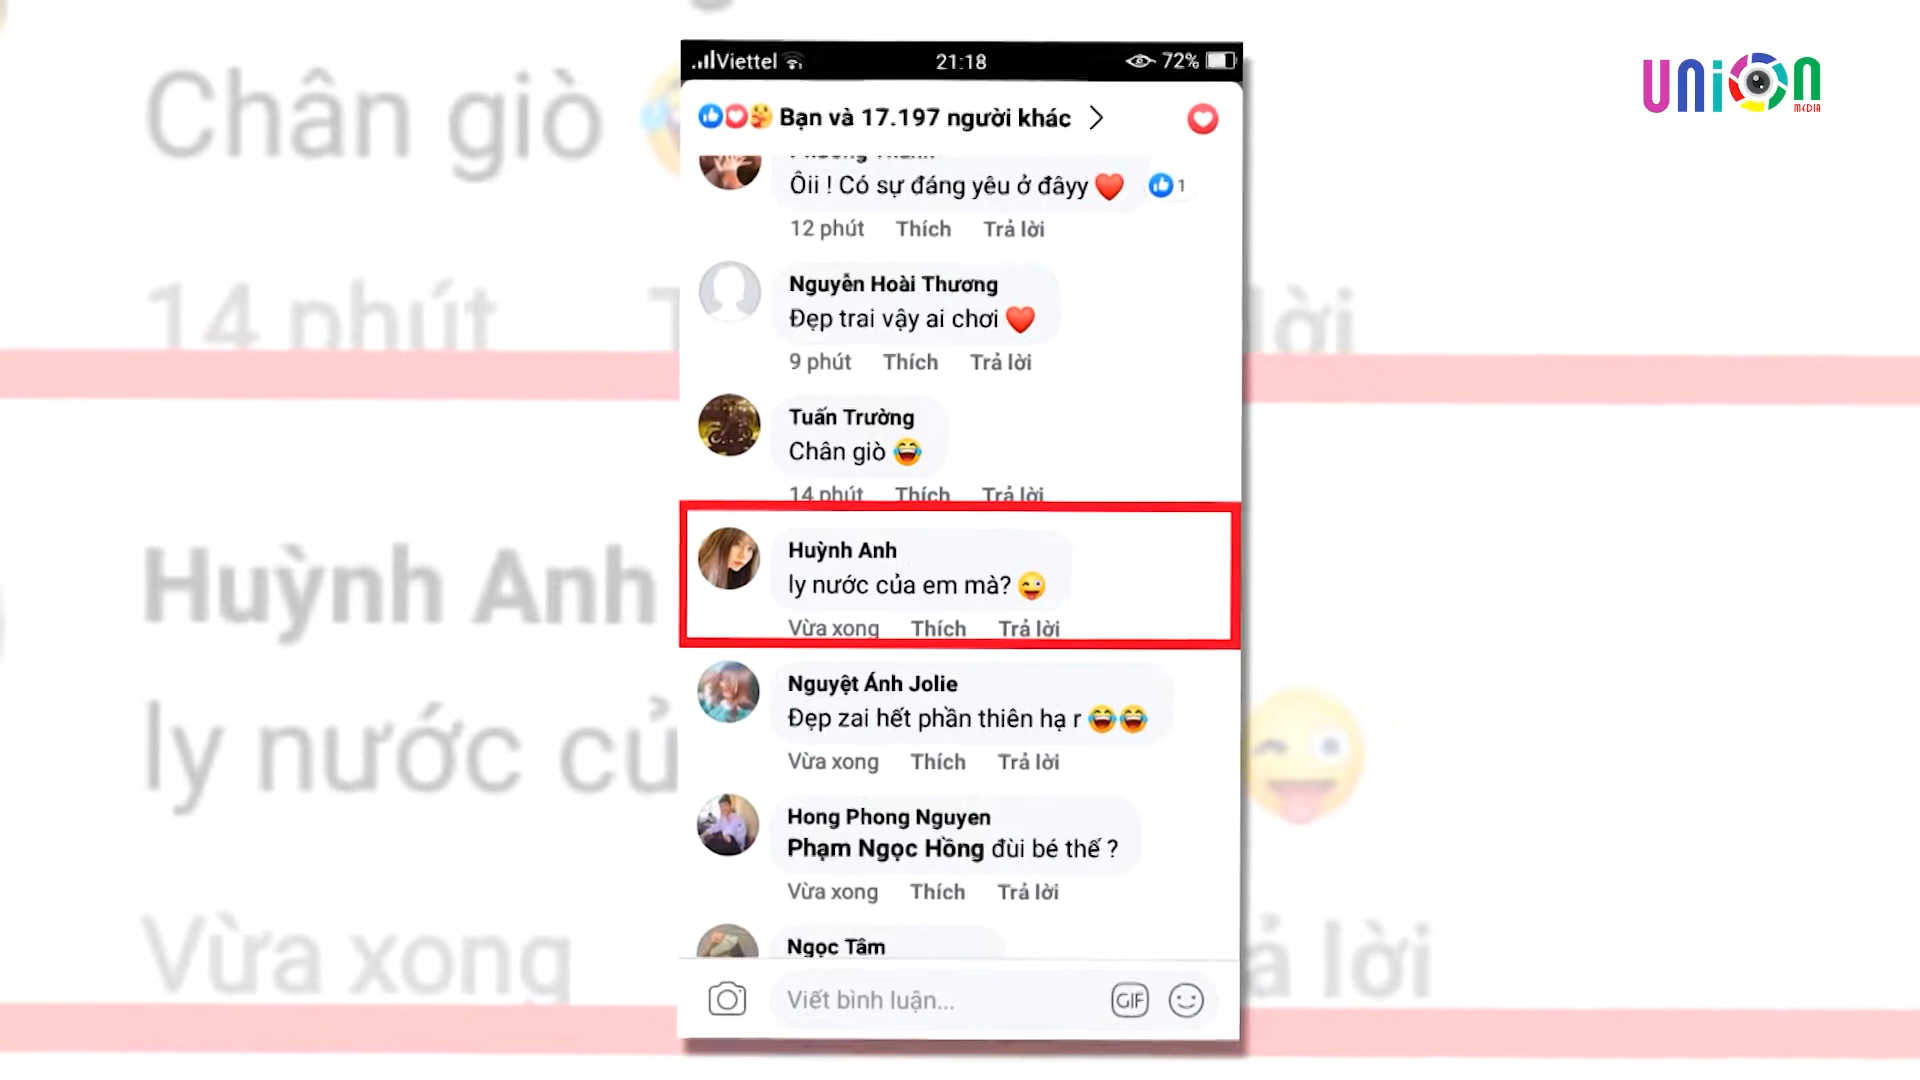 Viettel 21:18 72%
UNiON
MEDIA
Bạn và 17.197 người khác
Ôii ! Có sự đáng yêu ở đâyy ❤️ 1
12 phút Thích Trả lời
Nguyễn Hoài Thương
Đẹp trai vậy ai chơi ❤️
9 phút Thích Trả lời
Tuấn Trường
Chân giò 😂
14 phút Thích Trả lời
Huỳnh Anh
ly nước của em mà? 😜
Vừa xong Thích Trả lời
Nguyệt Ánh Jolie
Đẹp zai hết phần thiên hạ r 😂😂
Vừa xong Thích Trả lời
Hong Phong Nguyen
Phạm Ngọc Hồng đùi bé thế ?
Vừa xong Thích Trả lời
Ngọc Tâm
Viết bình luận... GIF
Chân giò
14 phút lời
Huỳnh Anh
ly nước củ
Vừa xong ả lời